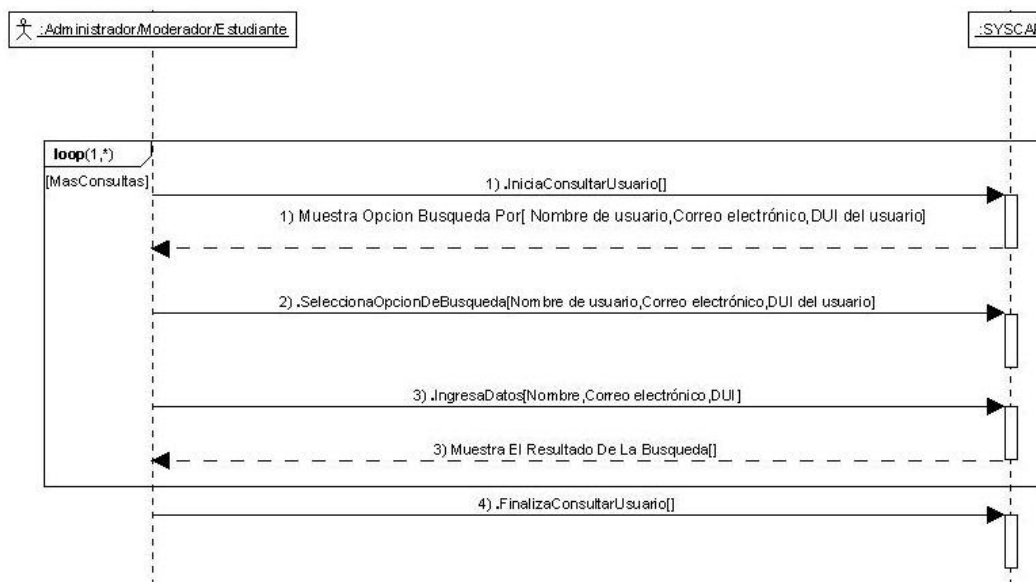 :Administrador/Moderador/Estudiante
:SYSCA
loop(1,*)
[MasConsultas]
1) .IniciaConsultarUsuario[]
1) Muestra Opcion Busqueda Por[ Nombre de usuario,Correo electrónico,DUI del usuario]
2) .SeleccionaOpcionDeBusqueda[Nombre de usuario,Correo electrónico,DUI del usuario]
3) .IngresaDatos[Nombre,Correo electrónico,DUI]
3) Muestra El Resultado De La Busqueda[]
4) .FinalizaConsultarUsuario[]